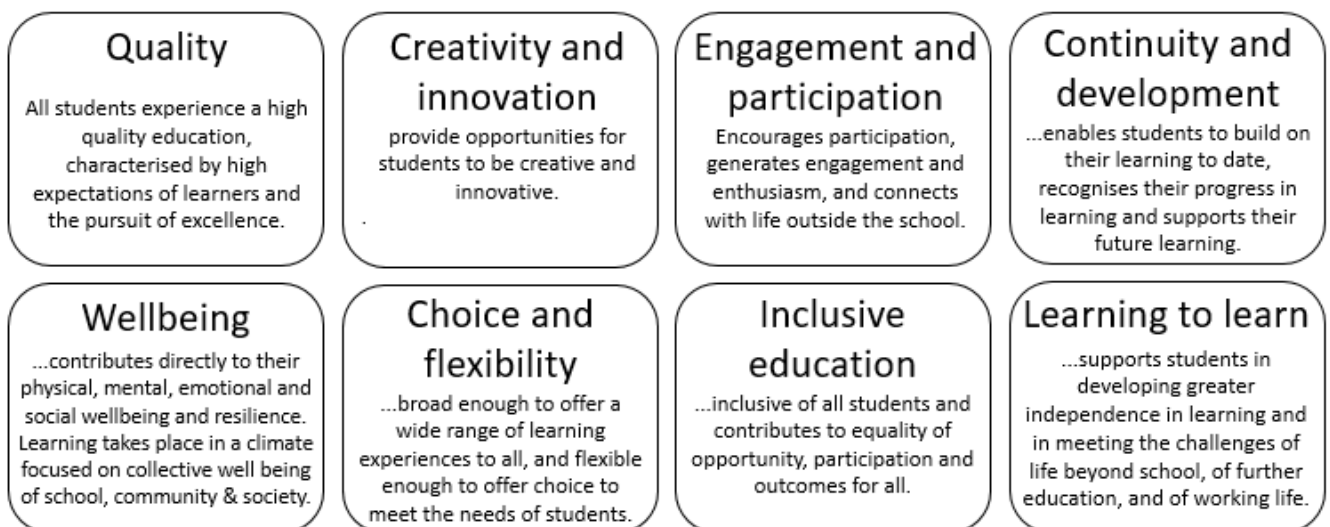 Quality
All students experience a high
quality education,
characterised by high
expectations of learners and
the pursuit of excellence.
Creativity and
innovation
provide opportunities for
students to be creative and
innovative.
.
Engagement and
participation
Encourages participation,
generates engagement and
enthusiasm, and connects
with life outside the school.
Continuity and
development
...enables students to build on
their learning to date,
recognises their progress in
learning and supports their
future learning.
Wellbeing
...contributes directly to their
physical, mental, emotional and
social wellbeing and resilience.
Learning takes place in a climate
focused on collective well being
of school, community & society.
Choice and
flexibility
...broad enough to offer a
wide range of learning
experiences to all, and flexible
enough to offer choice to
meet the needs of students.
Inclusive
education
...inclusive of all students and
contributes to equality of
opportunity, participation and
outcomes for all.
Learning to learn
...supports students in
developing greater
independence in learning and
in meeting the challenges of
life beyond school, of further
education, and of working life.